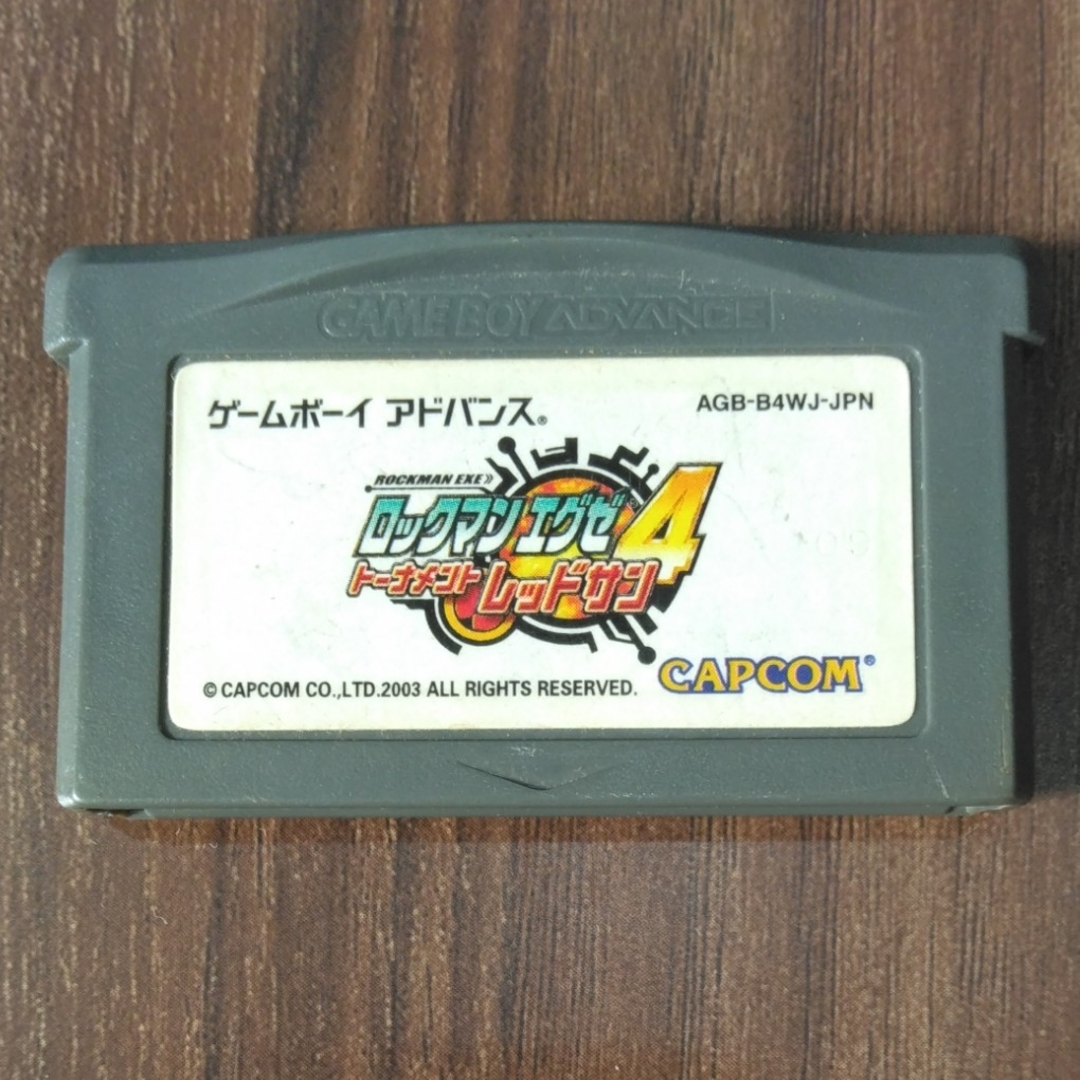 GAME BOY ADVANCE
ゲームボーイ アドバンス®
AGB-B4WJ-JPN
ROCKMAN EXE
ロックマン エグゼ 4
トーナメント レッドサン
CAPCOM®
© CAPCOM CO.,LTD.2003 ALL RIGHTS RESERVED.